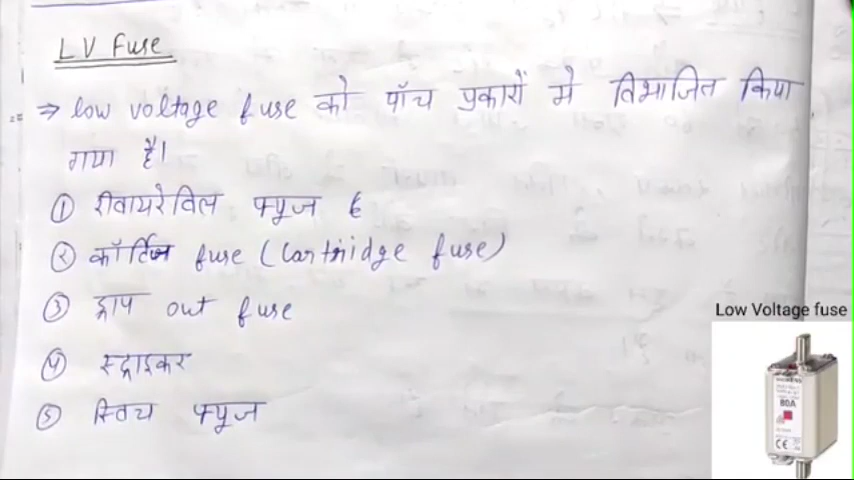 LV Fuse
⇒ low voltage fuse को पाँच प्रकारों मे विभाजित किया
गया है।
① रीवायरेविल फ्यूज
② कॉर्टिज fuse (Cartridge fuse)
③ ड्राप out fuse
④ स्ट्राइकर
⑤ स्विच फ्यूज
Low Voltage fuse
80A